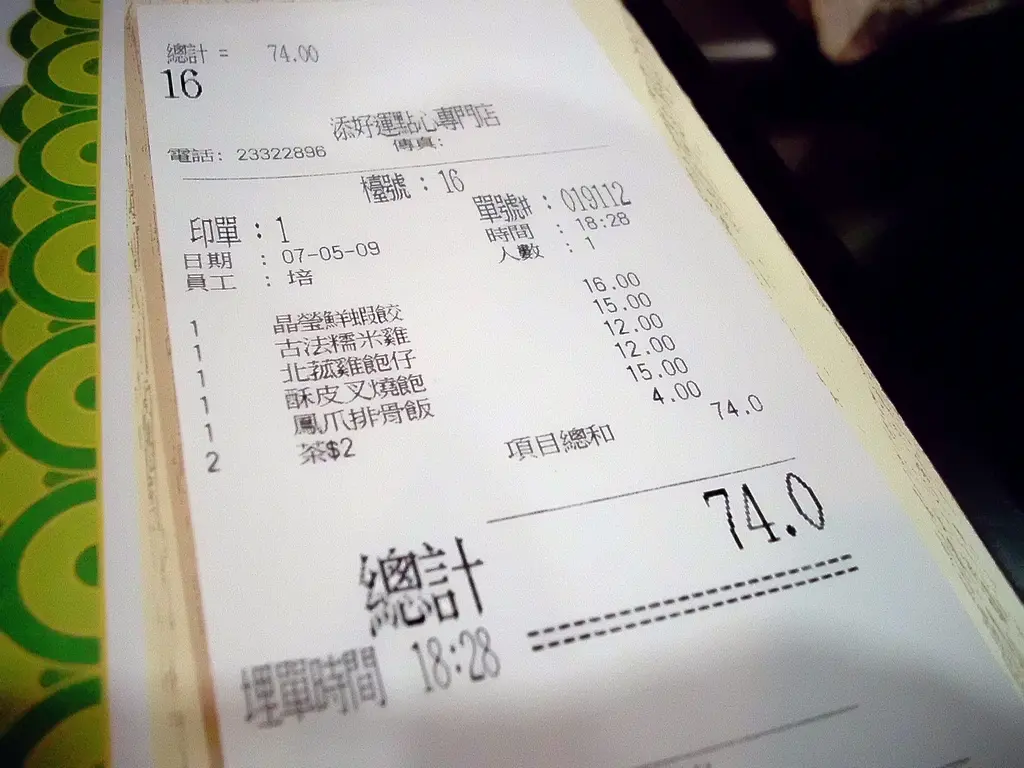 總計 = 74.00
16
添好運點心專門店
電話: 23322896 傳真:
檯號 : 16
印單 : 1 單號# : 019112
日期 : 07-05-09 時間 : 18:28
員工 : 培 人數 : 1
1 晶瑩鮮蝦餃 16.00
1 古法糯米雞 15.00
1 北菰雞飽仔 12.00
1 酥皮叉燒飽 12.00
1 鳳爪排骨飯 15.00
2 茶$2 4.00
項目總和 74.0
總計 74.0
埋單時間 18:28